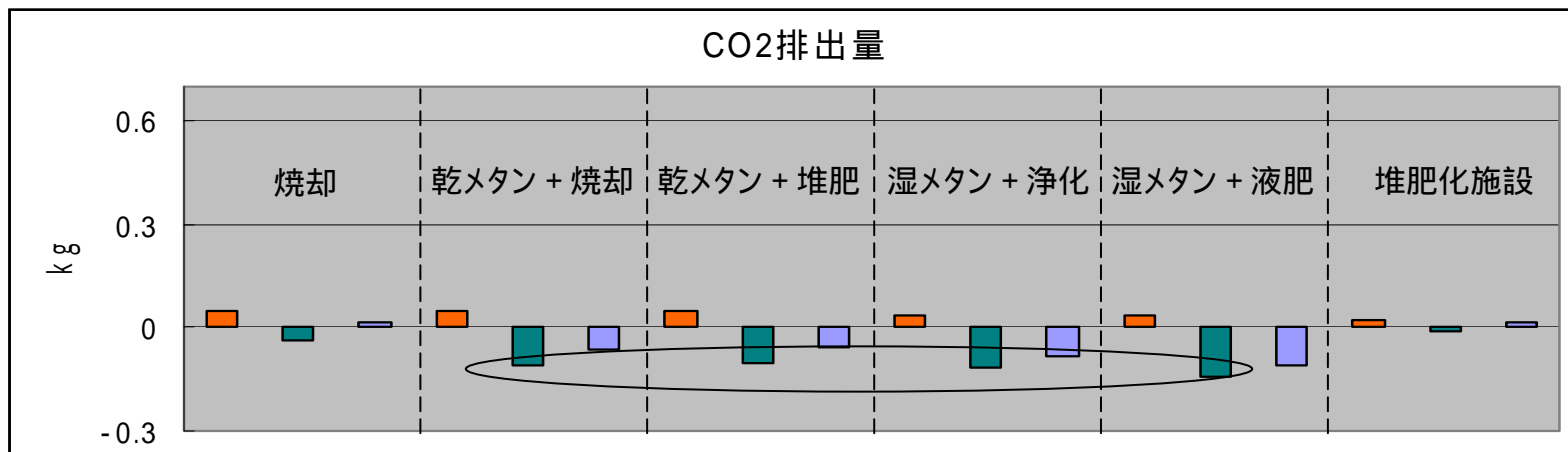 CO2排出量
0.6
焼却
乾メタン + 焼却
乾メタン + 堆肥
湿メタン + 浄化
湿メタン + 液肥
堆肥化施設
0.3
kg
0
-0.3